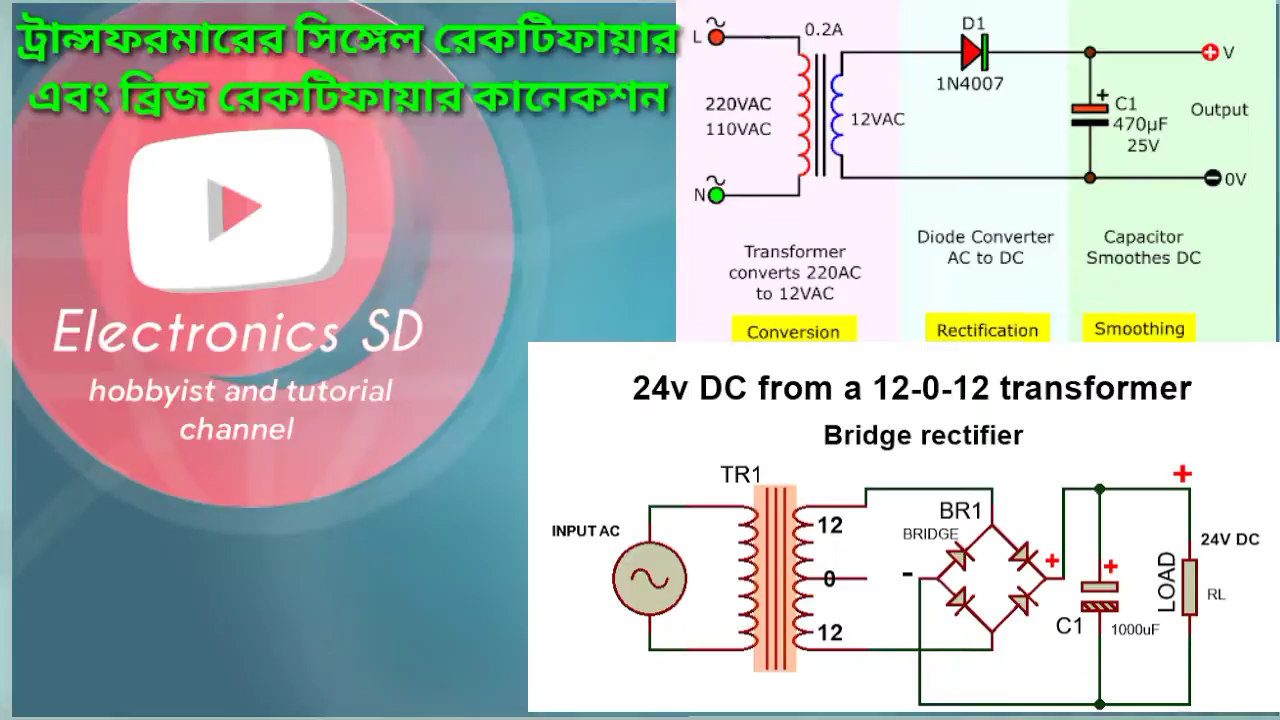 ট্রান্সফরমারের সিঙ্গেল রেকটিফায়ার
এবং ব্রিজ রেকটিফায়ার কানেকশন
Electronics SD
hobbyist and tutorial
channel
L
0.2A
D1
1N4007
V
220VAC
110VAC
12VAC
+
C1
470µF
25V
Output
N
0V
Transformer
converts 220AC
to 12VAC
Diode Converter
AC to DC
Capacitor
Smoothes DC
Conversion
Rectification
Smoothing
24v DC from a 12-0-12 transformer
Bridge rectifier
TR1
+
INPUT AC
12
BR1
BRIDGE
24V DC
0
-
+
+
LOAD
RL
12
C1
1000uF